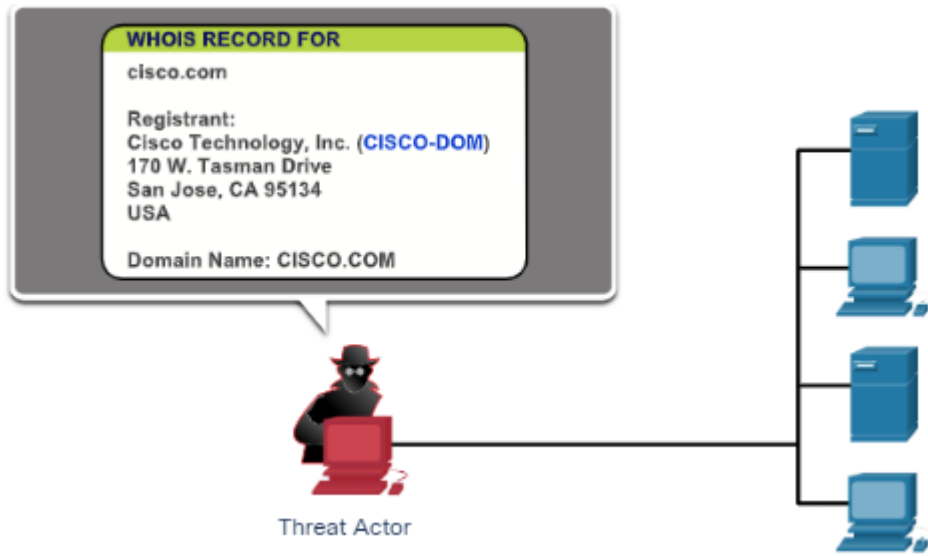 WHOIS RECORD FOR
cisco.com
Registrant:
Cisco Technology, Inc. (CISCO-DOM)
170 W. Tasman Drive
San Jose, CA 95134
USA
Domain Name: CISCO.COM
Threat Actor